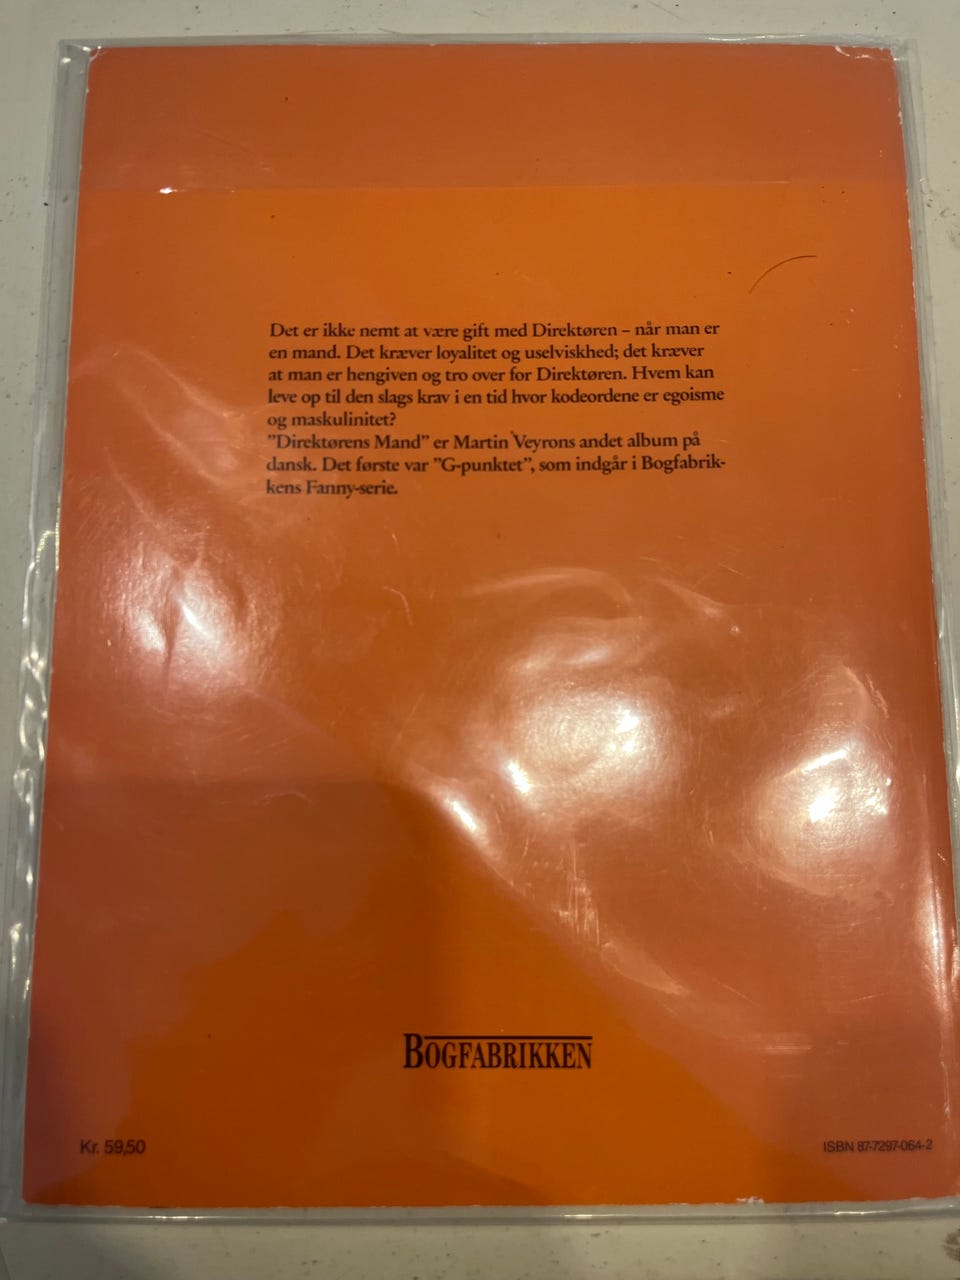 Det er ikke nemt at være gift med Direktøren – når man er
en mand. Det kræver loyalitet og uselviskhed; det kræver
at man er hengiven og tro over for Direktøren. Hvem kan
leve op til den slags krav i en tid hvor kodeordene er egoisme
og maskulinitet?
”Direktørens Mand” er Martin Veyrons andet album på
dansk. Det første var ”G-punktet”, som indgår i Bogfabrik-
kens Fanny-serie.
BOGFABRIKKEN
Kr. 59,50
ISBN 87-7297-064-2